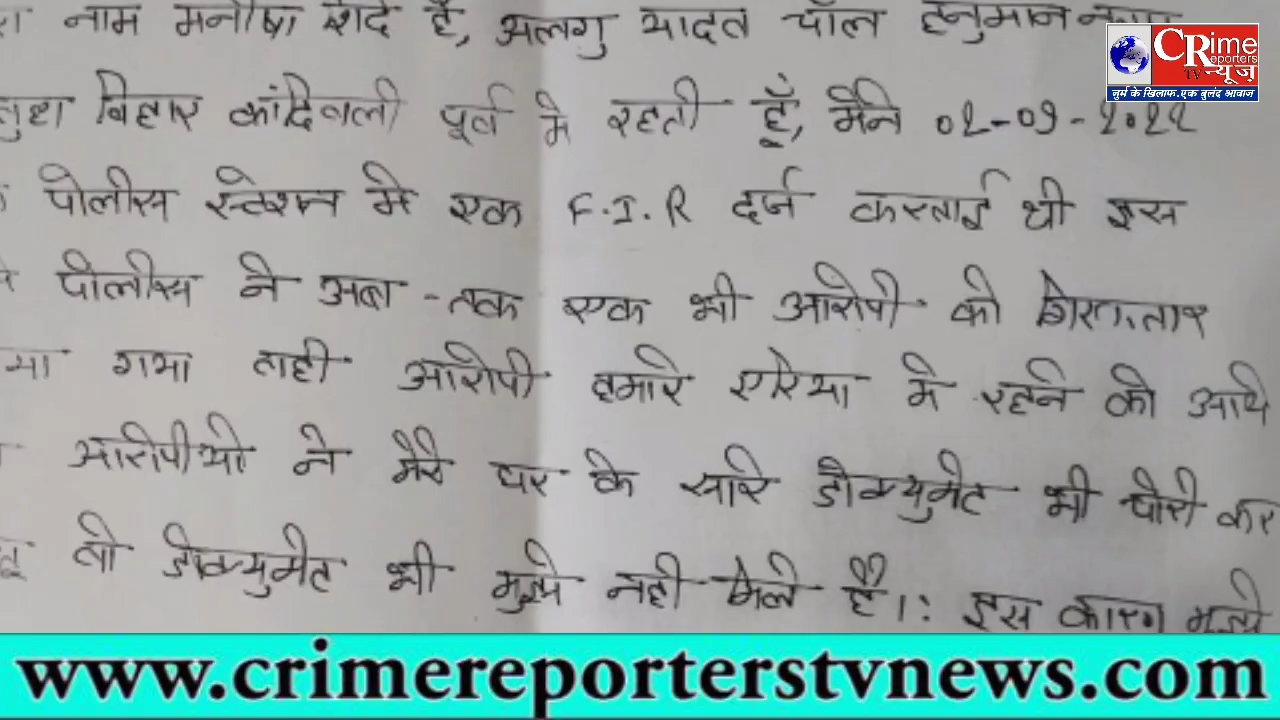 नाम मनीषा शिंदे है, अलगु यादव चॉल हनुमान नगर
CRime
Reporters
TV न्यूज़
जुर्म के खिलाफ. एक बुलंद आवाज
विहार कांदिवली पूर्व मे रहती हूँ, मैने 02-09-2022
पोलीस स्टेशन मे एक F.I.R दर्ज करवाई थी इस
पोलीस ने अबा-तक एक भी आरोपी को गिरफ्तार
गया नाही आरोपी हमारे एरिया मे रहने को आये
आरोपीयो ने मेरे घर के सारे डोक्युमेट भी चोरी कर
वो डोक्युमेट भी मुझे नही मिले है।: इस कारण मुझे
www.crimereporterstvnews.com